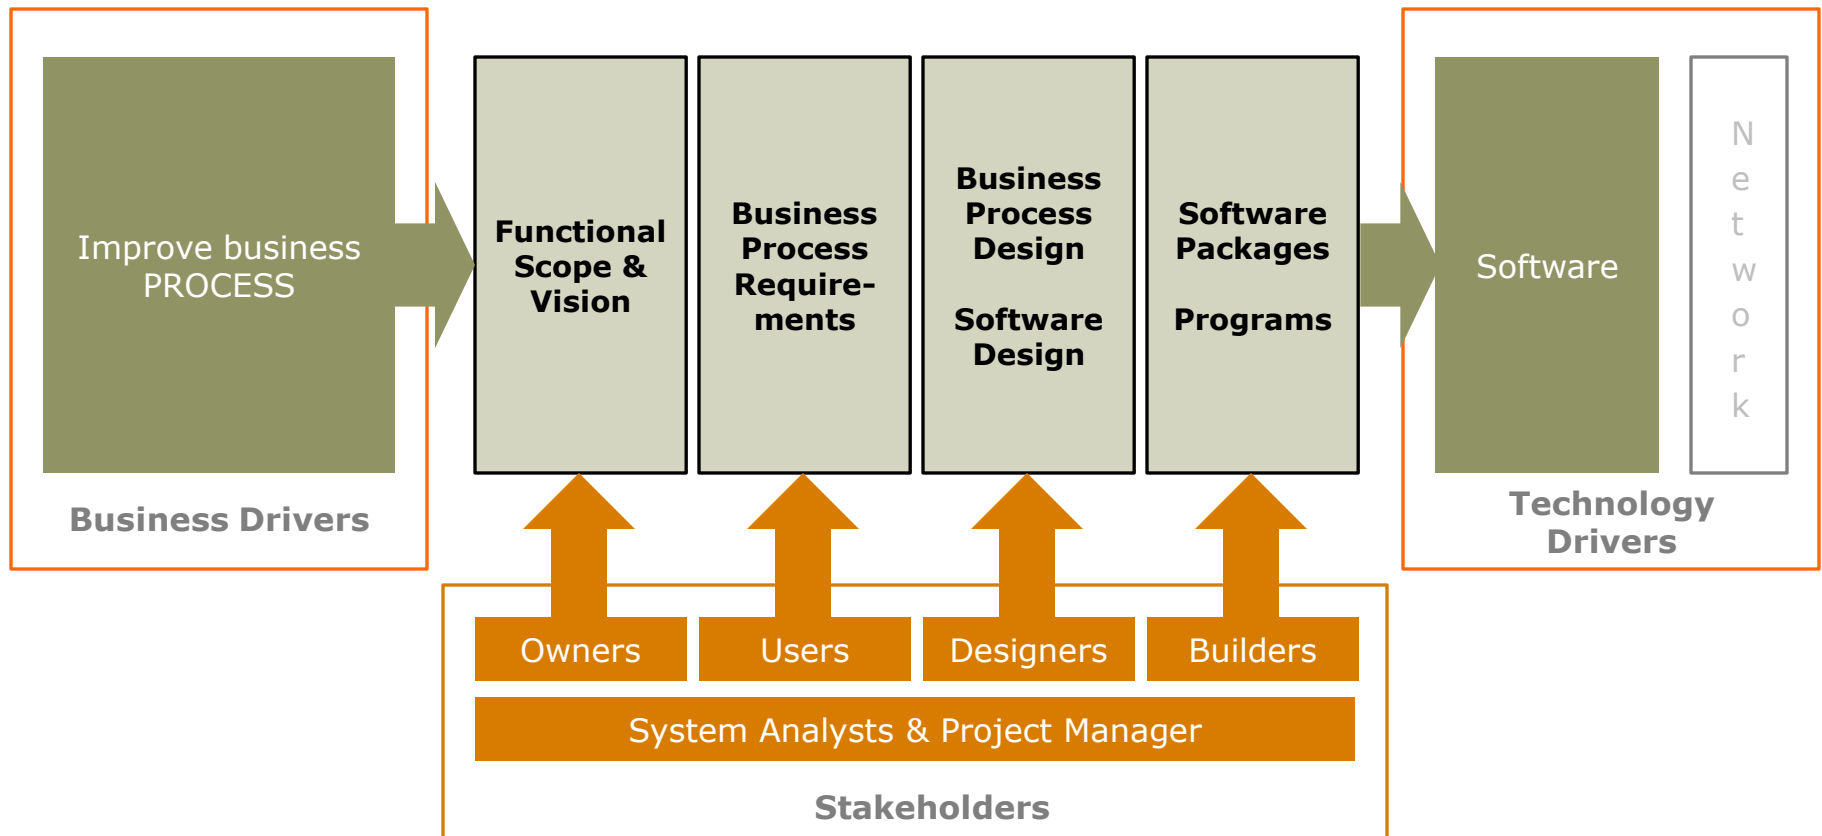 Improve business
PROCESS
Business Drivers
Functional
Scope &
Vision
Business
Process
Require-
ments
Business
Process
Design
Software
Design
Software
Packages
Programs
Software
N
e
t
w
o
r
k
Technology
Drivers
Owners
Users
Designers
Builders
System Analysts & Project Manager
Stakeholders